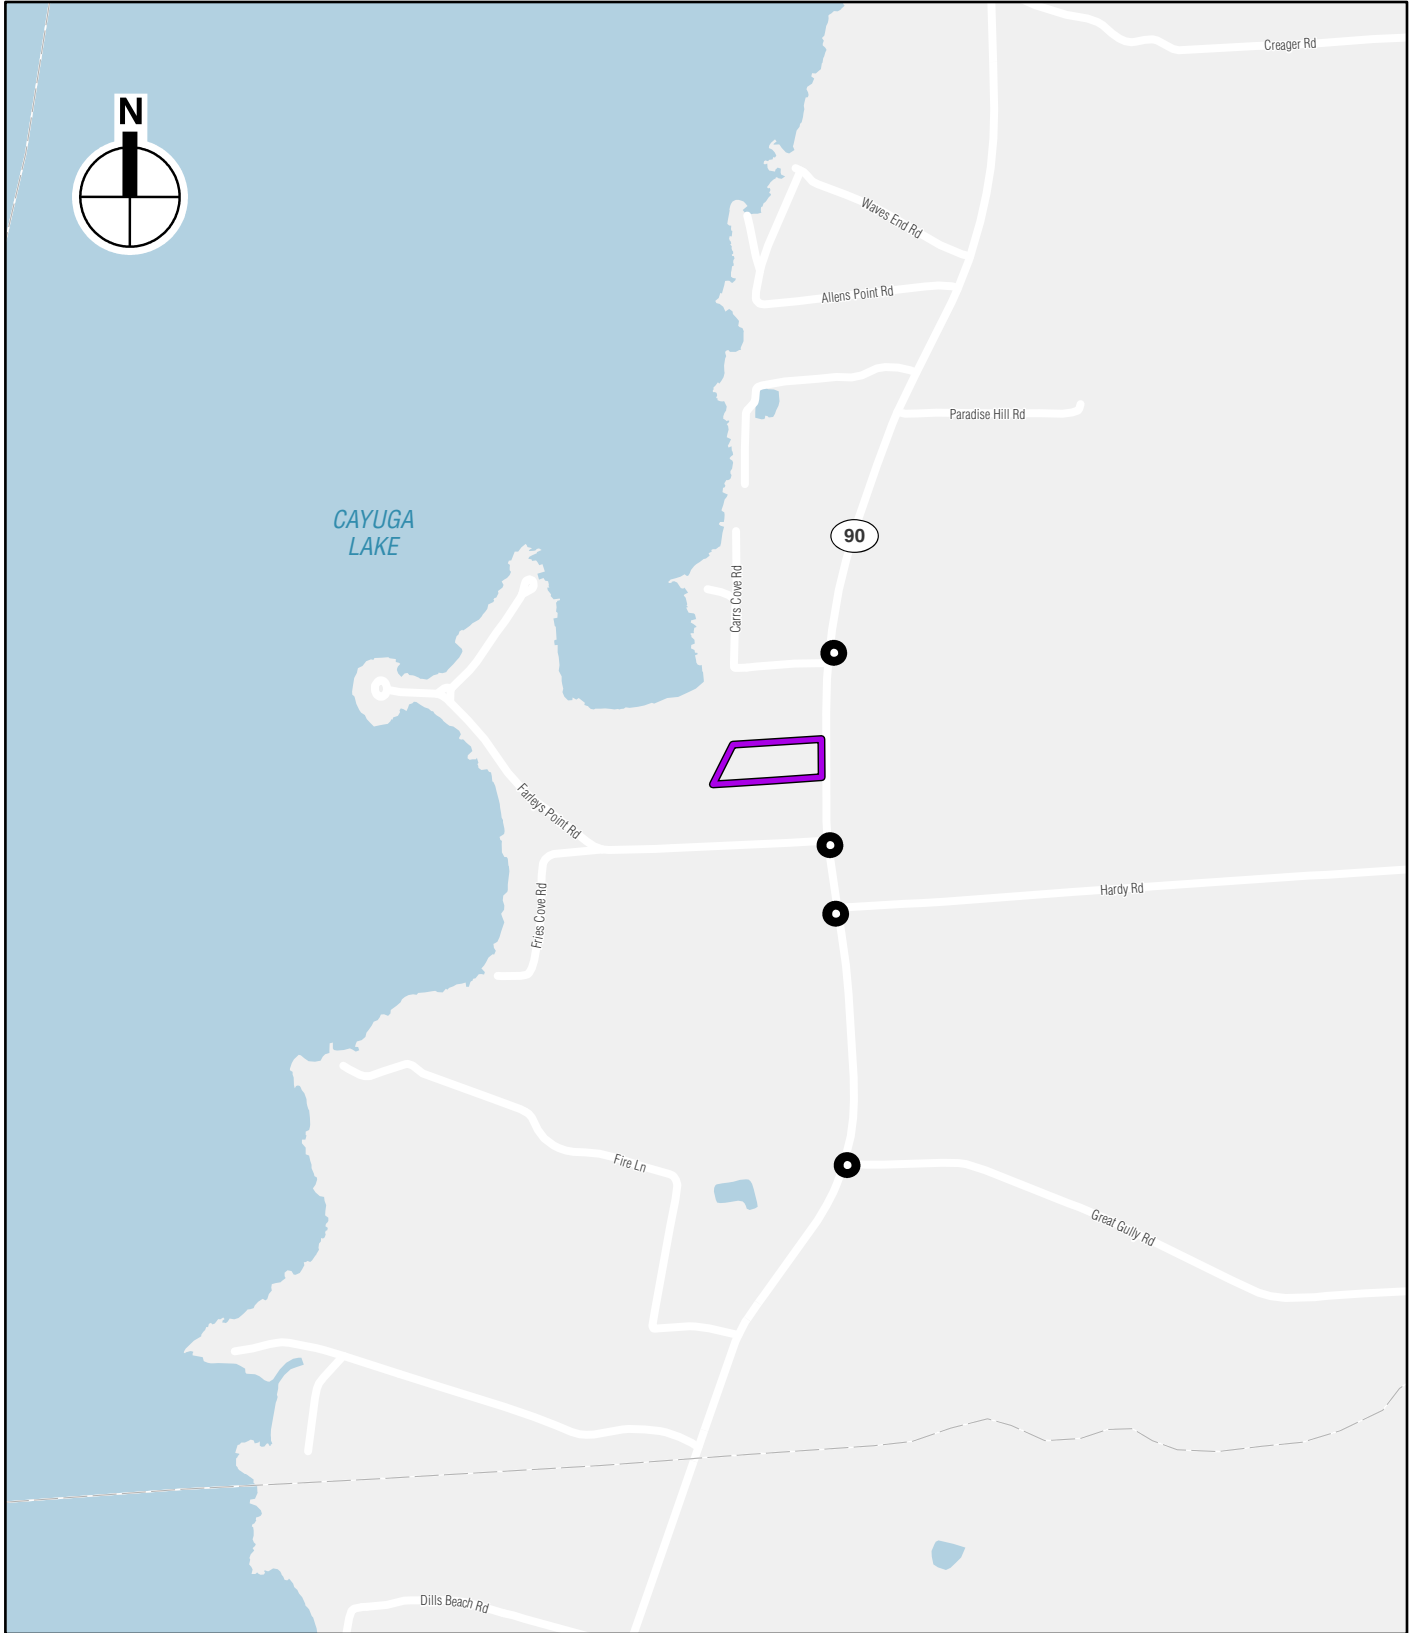 Creager Rd
N
Waves End Rd
Allens Point Rd
Paradise Hill Rd
CAYUGA
LAKE
90
Carrs Cove Rd
Farleys Point Rd
Hardy Rd
Fries Cove Rd
Fire Ln
Great Gully Rd
Dills Beach Rd